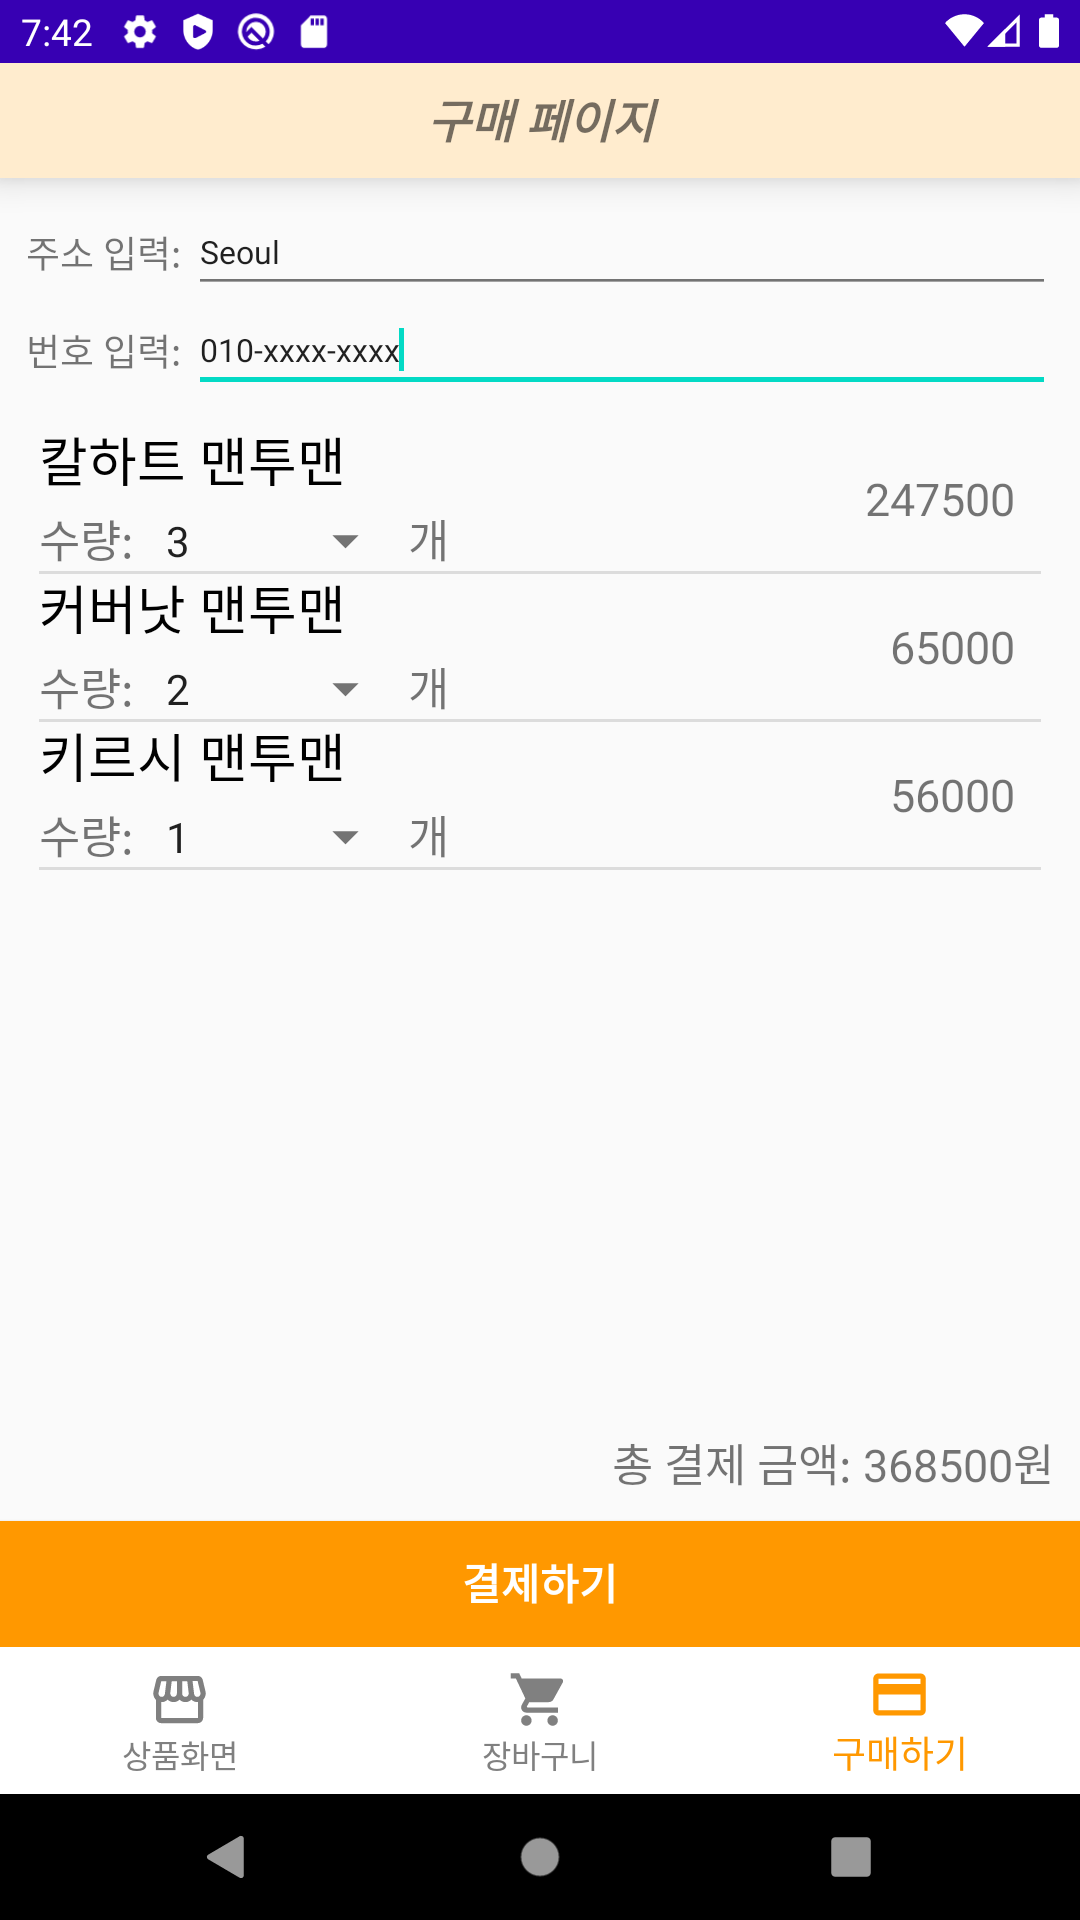 7:42
구매 페이지
주소 입력: Seoul
번호 입력: 010-xxxx-xxxx
칼하트 맨투맨
247500
수량: 3 개
커버낫 맨투맨
65000
수량: 2 개
키르시 맨투맨
56000
수량: 1 개
총 결제 금액: 368500원
결제하기
상품화면 장바구니 구매하기